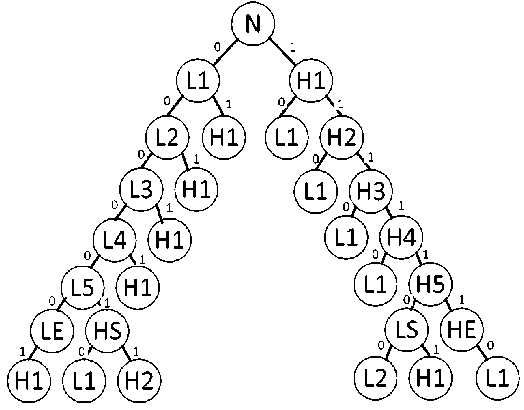 N
0 1
L1 H1
0 1 0 1
L2 H1 L1 H2
0 1 0 1
L3 H1 L1 H3
0 1 0 1
L4 H1 L1 H4
0 1 0 1
L5 H1 L1 H5
0 1 0 1
LE HS LS HE
1 0 1 0 1 0
H1 L1 H2 L2 H1 L1